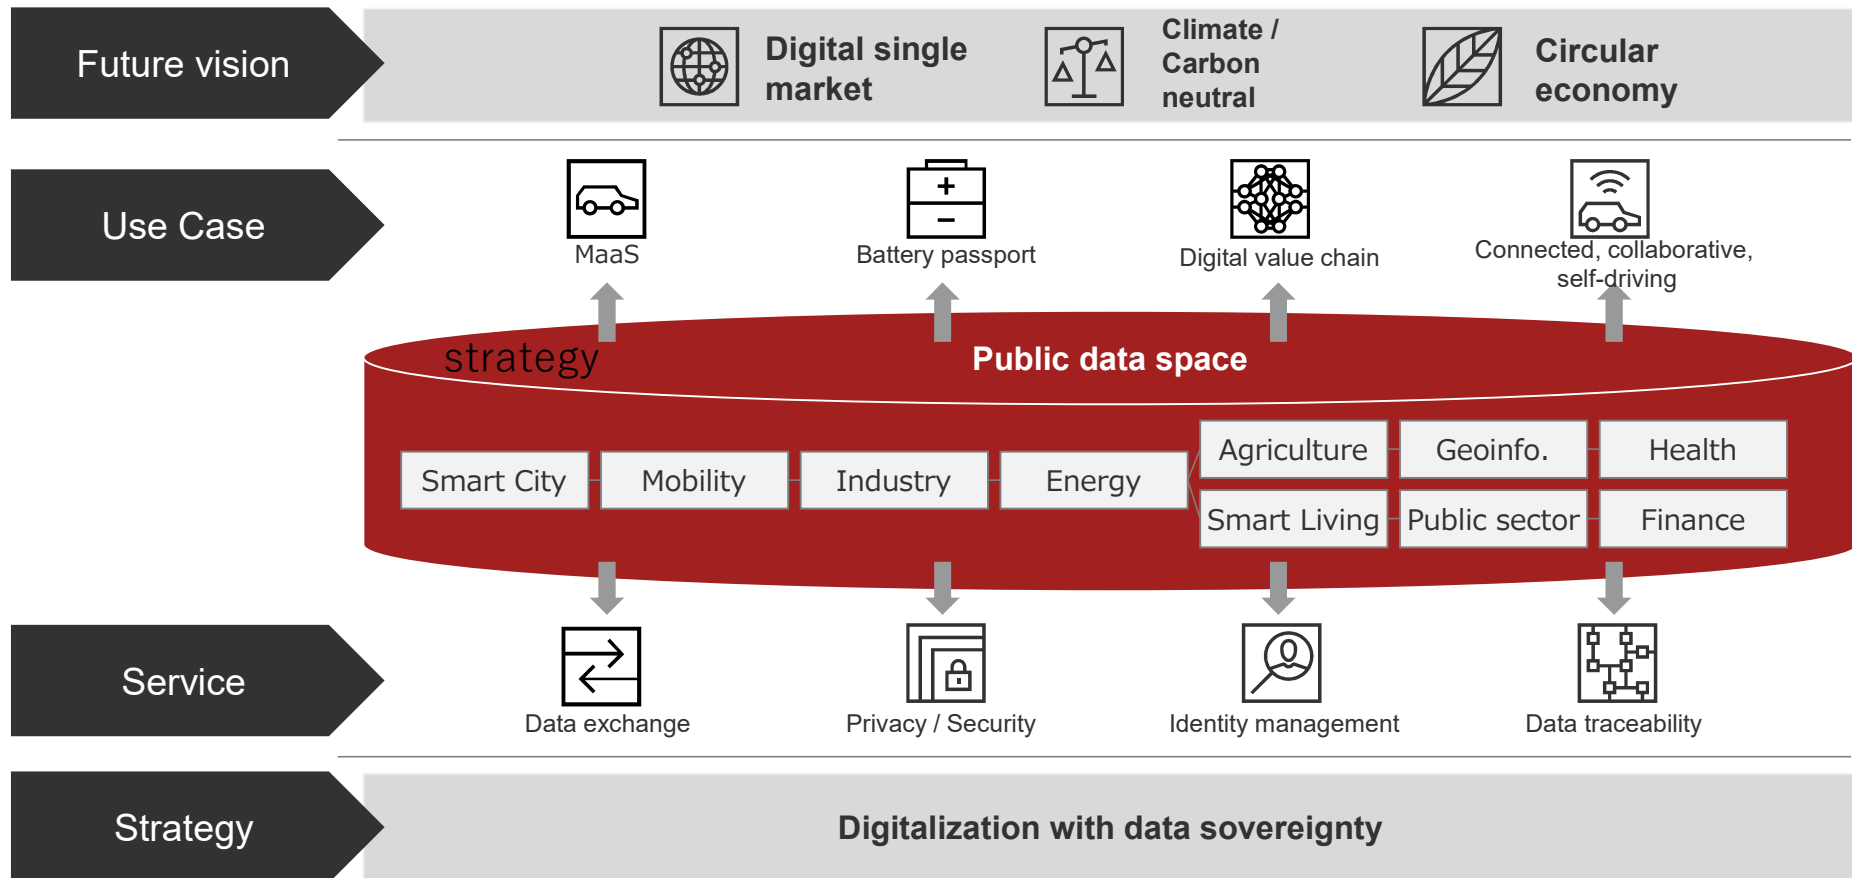 Future vision
Digital single
market
Climate /
Carbon
neutral
Circular
economy
Use Case
MaaS
Battery passport
Digital value chain
Connected, collaborative,
self-driving
strategy
Public data space
Smart City
Mobility
Industry
Energy
Agriculture
Geoinfo.
Health
Smart Living
Public sector
Finance
Service
Data exchange
Privacy / Security
Identity management
Data traceability
Strategy
Digitalization with data sovereignty